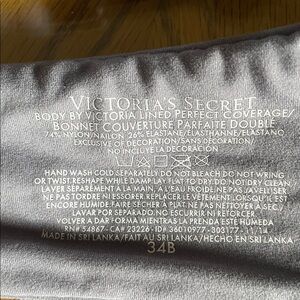 VICTORIA'S SECRET
BODY BY VICTORIA LINED PERFECT COVERAGE/
BONNET COUVERTURE PARFAITE DOUBLÉ
74% NYLON/NAILON 26% ELASTANE/ÉLASTHANNE/ELASTANO
EXCLUSIVE OF DECORATION/SANS DÉCORATION/
NO INCLUYE LA DECORACIÓN
HAND WASH COLD SEPARATELY DO NOT BLEACH DO NOT WRING
OR TWIST.RESHAPE WHILE DAMP.LAY FLAT TO DRY.DO NOT DRY CLEAN
LAVER SÉPARÉMENT À LA MAIN, À L'EAU FROIDE.NE PAS JAVELLISER
NE PAS TORDRE NI ESSORER REPLACER LE VÊTEMENT LORSQU'IL EST
ENCORE HUMIDE FAIRE SÉCHER À PLAT.NE PAS NETTOYER À SEC.
LAVAR POR SEPARADO NO ESCURRIR NI RETORCER
VOLVER A DAR FORMA MIENTRAS LA PRENDA ESTE HÚMEDA
RN# 54867 - CA# 23226 - ID# 36010977 - 303177 - 11/14
MADE IN SRI LANKA/FAIT AU SRI LANKA/HECHO EN SRI LANKA
34B